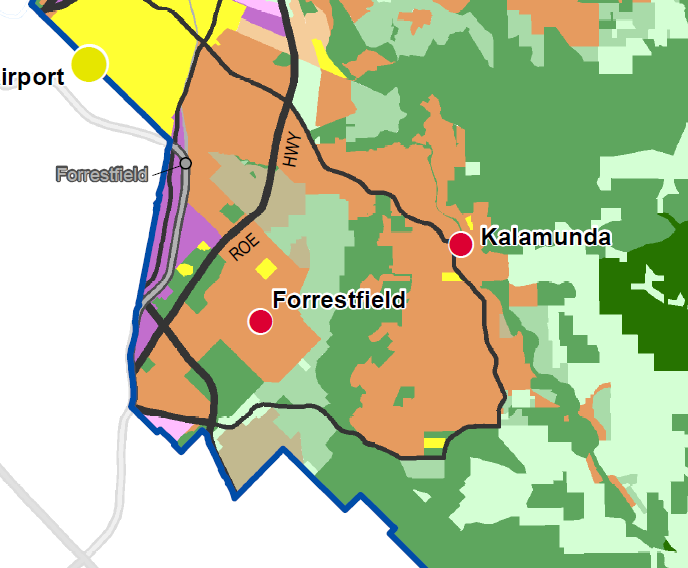 irport
Forrestfield
HWY
Kalamunda
ROE
Forrestfield